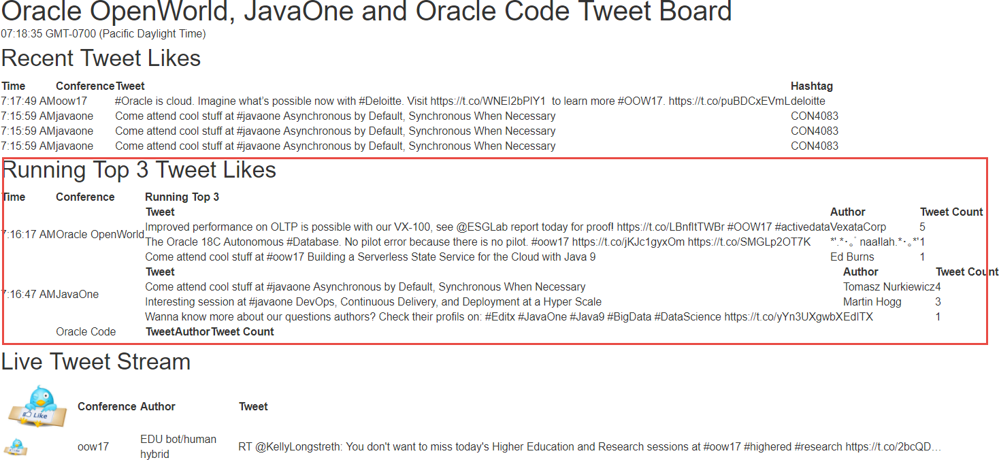 Oracle OpenWorld, JavaOne and Oracle Code Tweet Board
07:18:35 GMT-0700 (Pacific Daylight Time)
Recent Tweet Likes
Time Conference Tweet Hashtag
7:17:49 AM oow17 #Oracle is cloud. Imagine what’s possible now with #Deloitte. Visit https://t.co/WNEI2bPlY1 to learn more #OOW17. https://t.co/puBDCxEVmL deloitte
7:15:59 AM javaone Come attend cool stuff at #javaone Asynchronous by Default, Synchronous When Necessary CON4083
7:15:59 AM javaone Come attend cool stuff at #javaone Asynchronous by Default, Synchronous When Necessary CON4083
7:15:59 AM javaone Come attend cool stuff at #javaone Asynchronous by Default, Synchronous When Necessary CON4083
Running Top 3 Tweet Likes
Time Conference Running Top 3
Tweet Author Tweet Count
Improved performance on OLTP is possible with our VX-100, see @ESGLab report today for proof! https://t.co/LBnfItTWBr #OOW17 #activedata VexataCorp 5
7:16:17 AM Oracle OpenWorld
The Oracle 18C Autonomous #Database. No pilot error because there is no pilot. #oow17 https://t.co/jKJc1gyxOm https://t.co/SMGLp2OT7K *'.*･｡ﾟnaa!lah.*･｡*' 1
Come attend cool stuff at #oow17 Building a Serverless State Service for the Cloud with Java 9 Ed Burns 1
Tweet Author Tweet Count
Come attend cool stuff at #javaone Asynchronous by Default, Synchronous When Necessary Tomasz Nurkiewicz 4
7:16:47 AM JavaOne
Interesting session at #javaone DevOps, Continuous Delivery, and Deployment at a Hyper Scale Martin Hogg 3
Wanna know more about our questions authors? Check their profils on: #Editx #JavaOne #Java9 #BigData #DataScience https://t.co/yYn3UXgwbX EdITX 1
Oracle Code Tweet Author Tweet Count
Live Tweet Stream
Like
Conference Author Tweet
oow17 EDU bot/human hybrid RT @KellyLongstreth: You don't want to miss today's Higher Education and Research sessions at #oow17 #highered #research https://t.co/2bcQD…